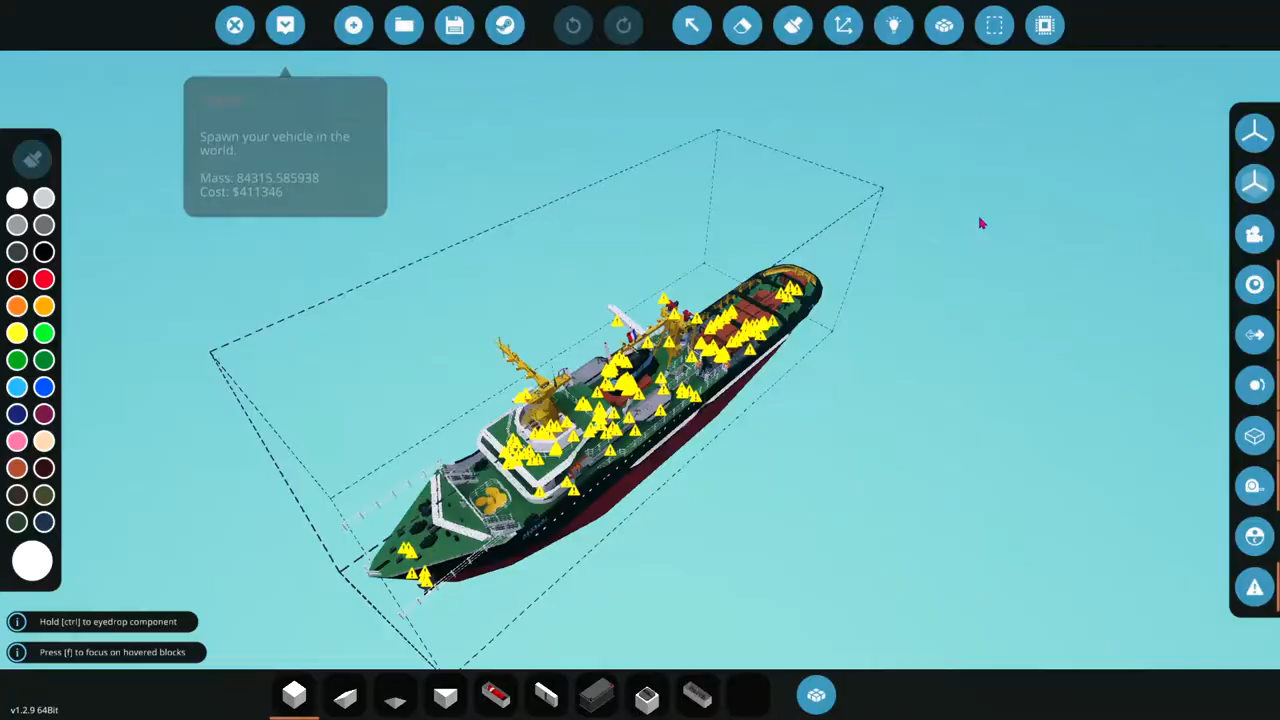 Spawn your vehicle in the
world.
Mass: 84315.585938
Cost: $411346
Hold [ctrl] to eyedrop component
Press [f] to focus on hovered blocks
v1.2.9 64Bit